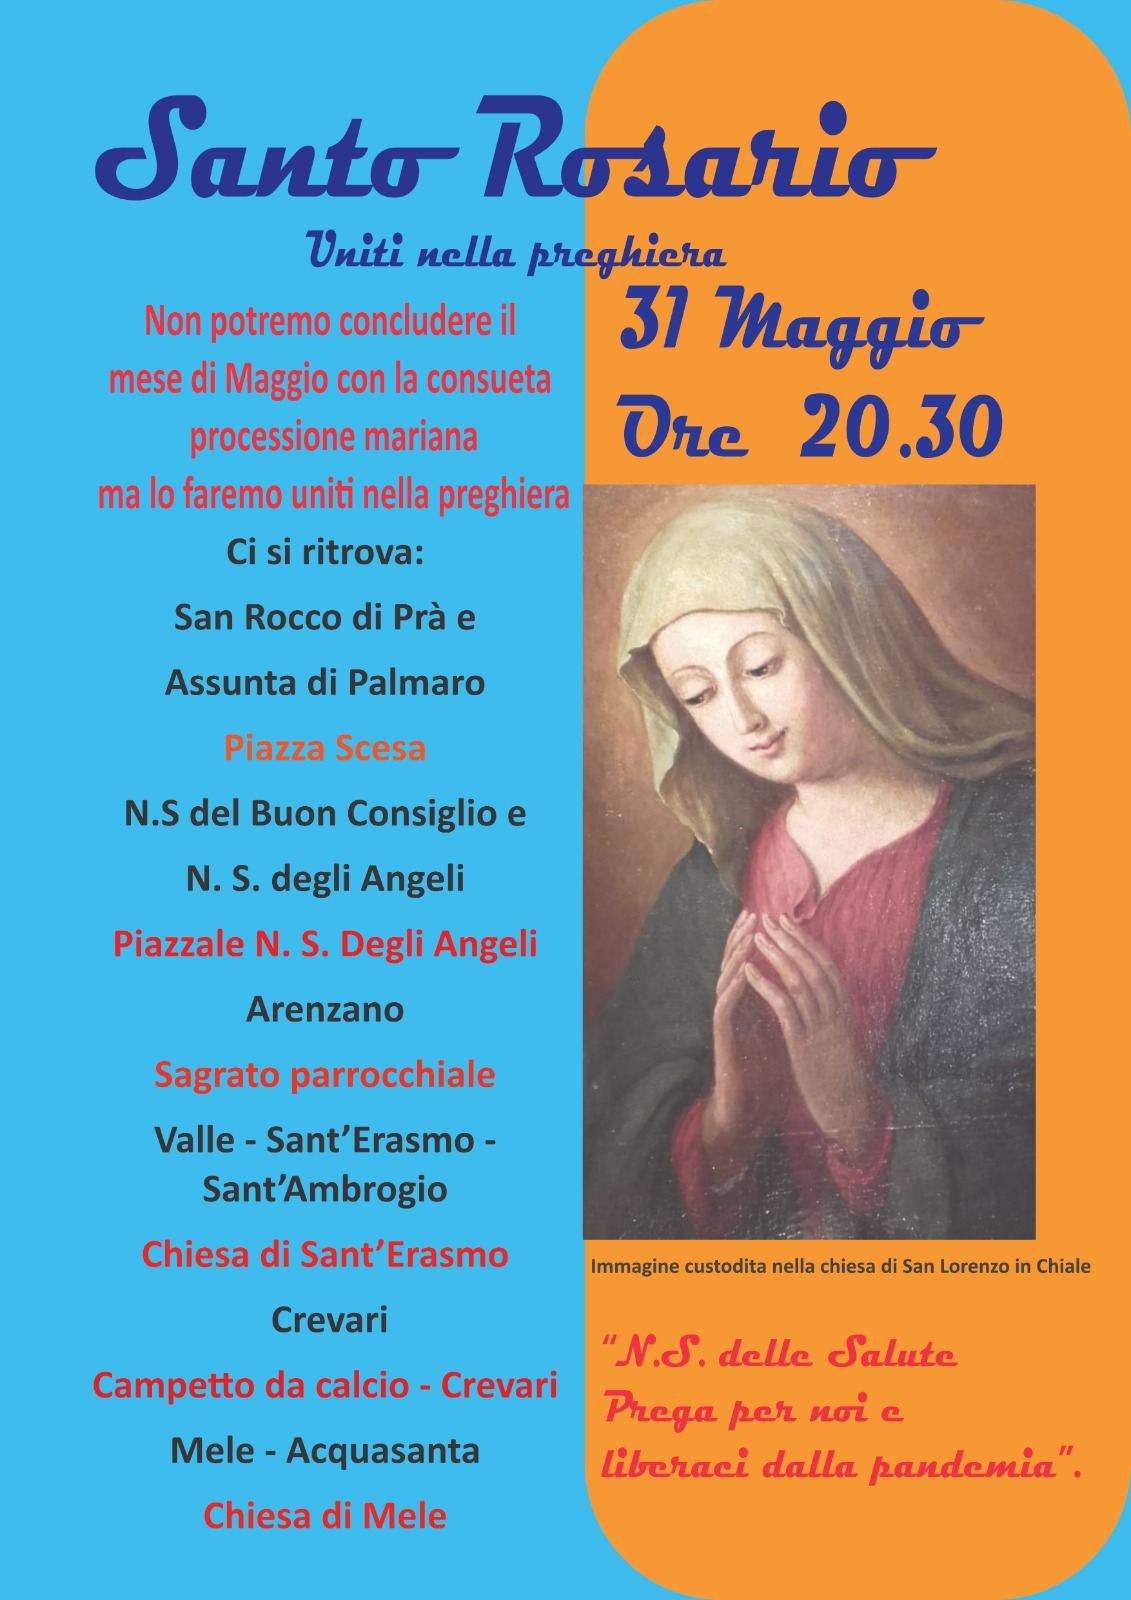 Santo Rosario
Uniti nella preghiera
Non potremo concludere il
mese di Maggio con la consueta
processione mariana
ma lo faremo uniti nella preghiera
Ci si ritrova:
San Rocco di Prà e
Assunta di Palmaro
Piazza Scesa
N.S del Buon Consiglio e
N. S. degli Angeli
Piazzale N. S. Degli Angeli
Arenzano
Sagrato parrocchiale
Valle - Sant’Erasmo -
Sant’Ambrogio
Chiesa di Sant’Erasmo
Crevari
Campetto da calcio - Crevari
Mele - Acquasanta
Chiesa di Mele
31 Maggio
Ore 20.30
Immagine custodita nella chiesa di San Lorenzo in Chiale
“N.S. delle Salute
Prega per noi e
liberaci dalla pandemia”.